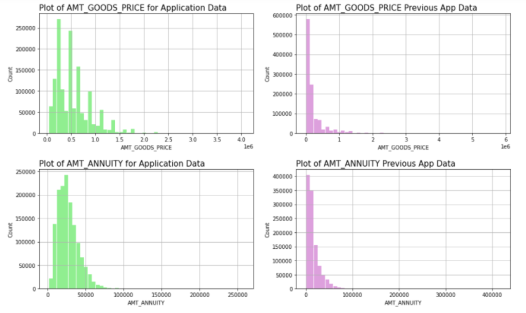 Plot of AMT_GOODS_PRICE for Application Data
250000
200000
150000
100000
50000
0
Count
0.0 0.5 1.0 1.5 2.0 2.5 3.0 3.5 4.0
1e6
AMT_GOODS_PRICE
Plot of AMT_GOODS_PRICE Previous App Data
600000
500000
400000
300000
200000
100000
0
Count
0 1 2 3 4 5 6
1e6
AMT_GOODS_PRICE
Plot of AMT_ANNUITY for Application Data
250000
200000
150000
100000
50000
0
Count
0 50000 100000 150000 200000 250000
AMT_ANNUITY
Plot of AMT_ANNUITY Previous App Data
400000
350000
300000
250000
200000
150000
100000
50000
0
Count
0 100000 200000 300000 400000
AMT_ANNUITY